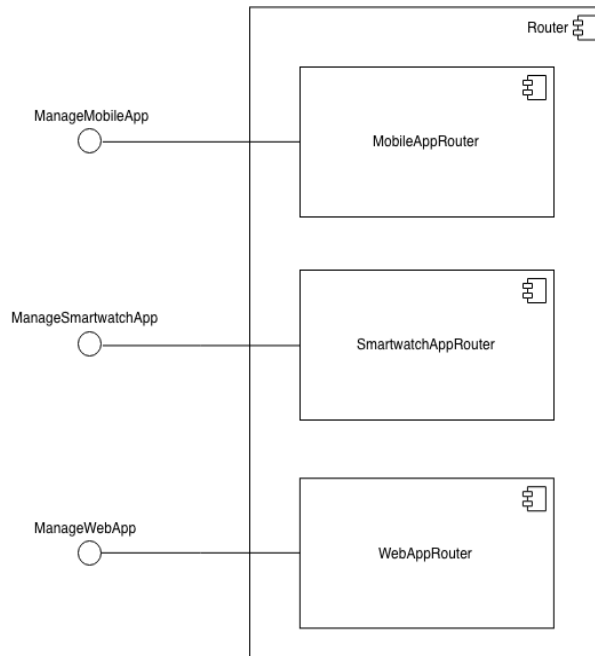 Router
ManageMobileApp
MobileAppRouter
ManageSmartwatchApp
SmartwatchAppRouter
ManageWebApp
WebAppRouter